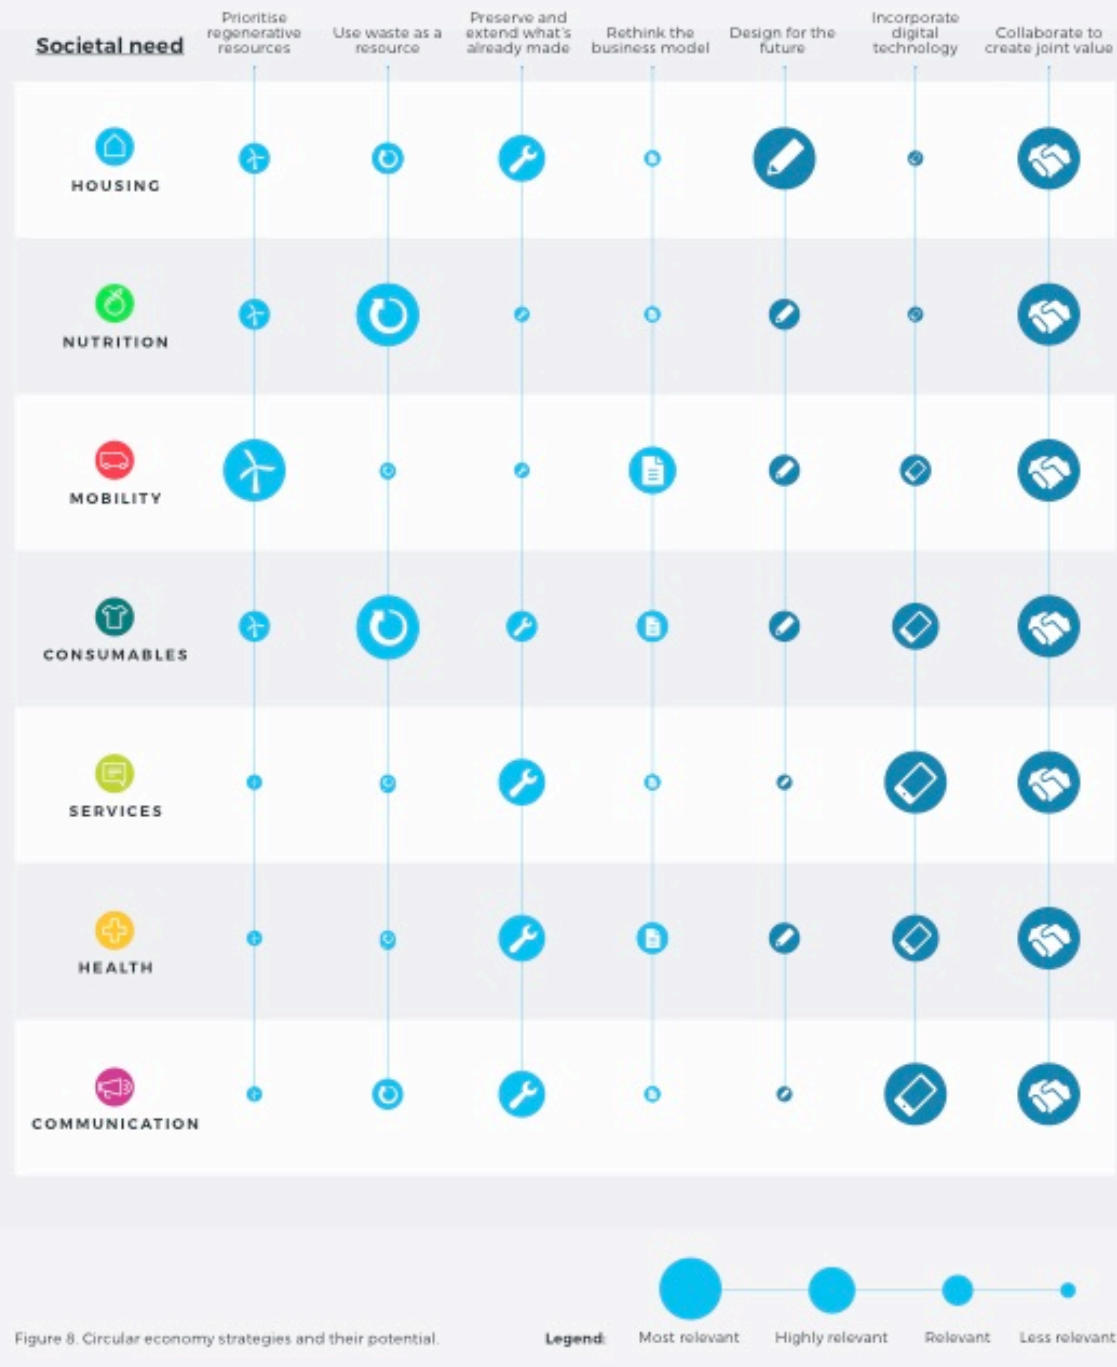 Societal need
Prioritise
regenerative
resources
Use waste as a
resource
Preserve and
extend what's
already made
Rethink the
business model
Design for the
future
Incorporate
digital
technology
Collaborate to
create joint value
HOUSING
NUTRITION
MOBILITY
CONSUMABLES
SERVICES
HEALTH
COMMUNICATION
Figure 8. Circular economy strategies and their potential.
Legend:
Most relevant
Highly relevant
Relevant
Less relevant